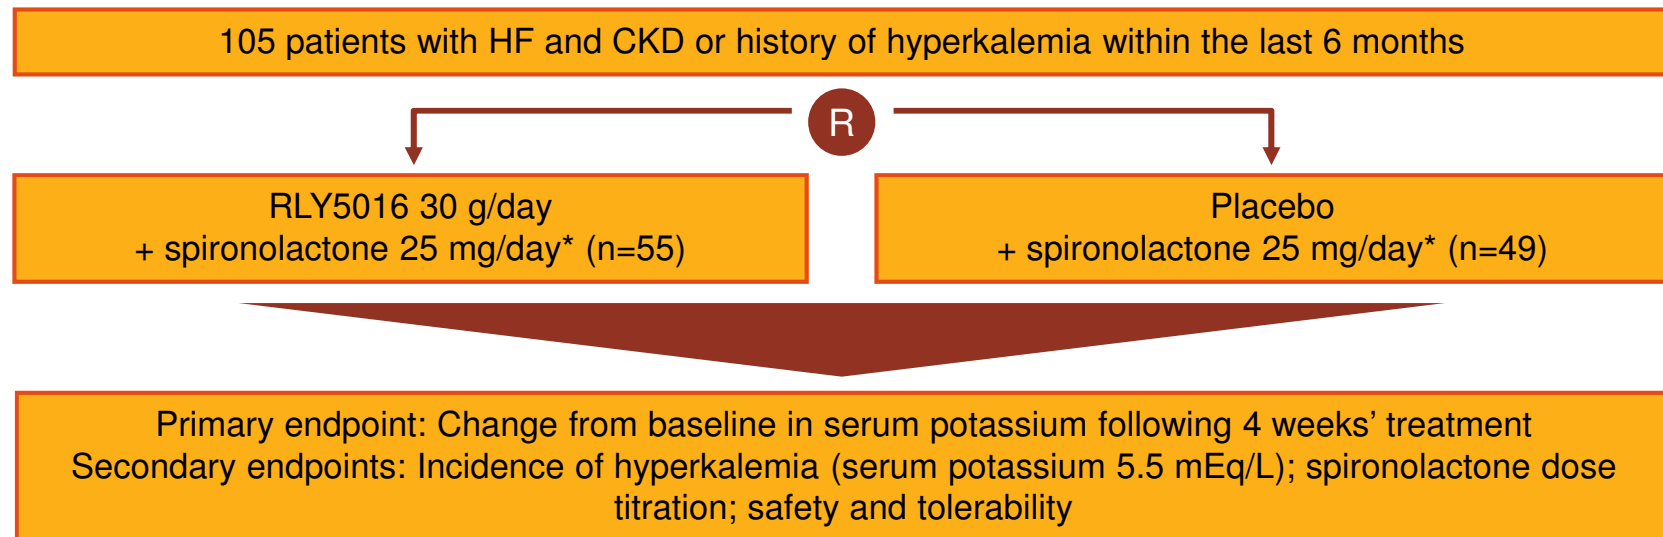 105 patients with HF and CKD or history of hyperkalemia within the last 6 months
R
RLY5016 30 g/day
+ spironolactone 25 mg/day* (n=55)
Placebo
+ spironolactone 25 mg/day* (n=49)
Primary endpoint: Change from baseline in serum potassium following 4 weeks’ treatment
Secondary endpoints: Incidence of hyperkalemia (serum potassium 5.5 mEq/L); spironolactone dose
titration; safety and tolerability